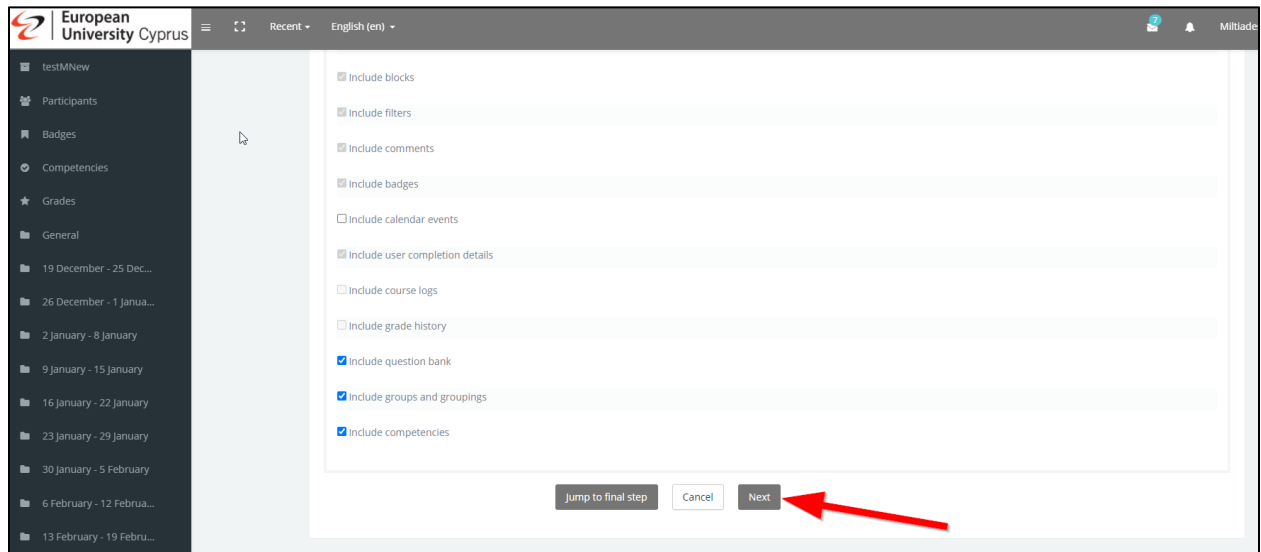 European
University Cyprus
Recent
English (en)
7
Miltiade
testMNew
Participants
Badges
Competencies
Grades
General
19 December - 25 Dec...
26 December - 1 Janua...
2 January - 8 January
9 January - 15 January
16 January - 22 January
23 January - 29 January
30 January - 5 February
6 February - 12 Februa...
13 February - 19 Febru...
Include blocks
Include filters
Include comments
Include badges
Include calendar events
Include user completion details
Include course logs
Include grade history
Include question bank
Include groups and groupings
Include competencies
Jump to final step
Cancel
Next